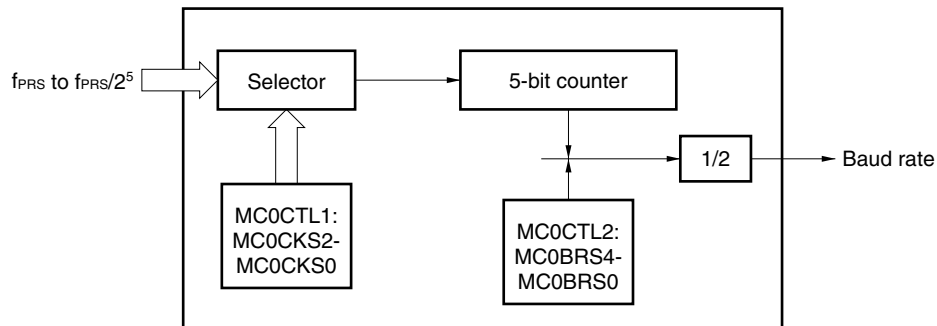 fPRS to fPRS/2⁵
Selector
5-bit counter
1/2
Baud rate
MC0CTL1:
MC0CKS2-
MC0CKS0
MC0CTL2:
MC0BRS4-
MC0BRS0